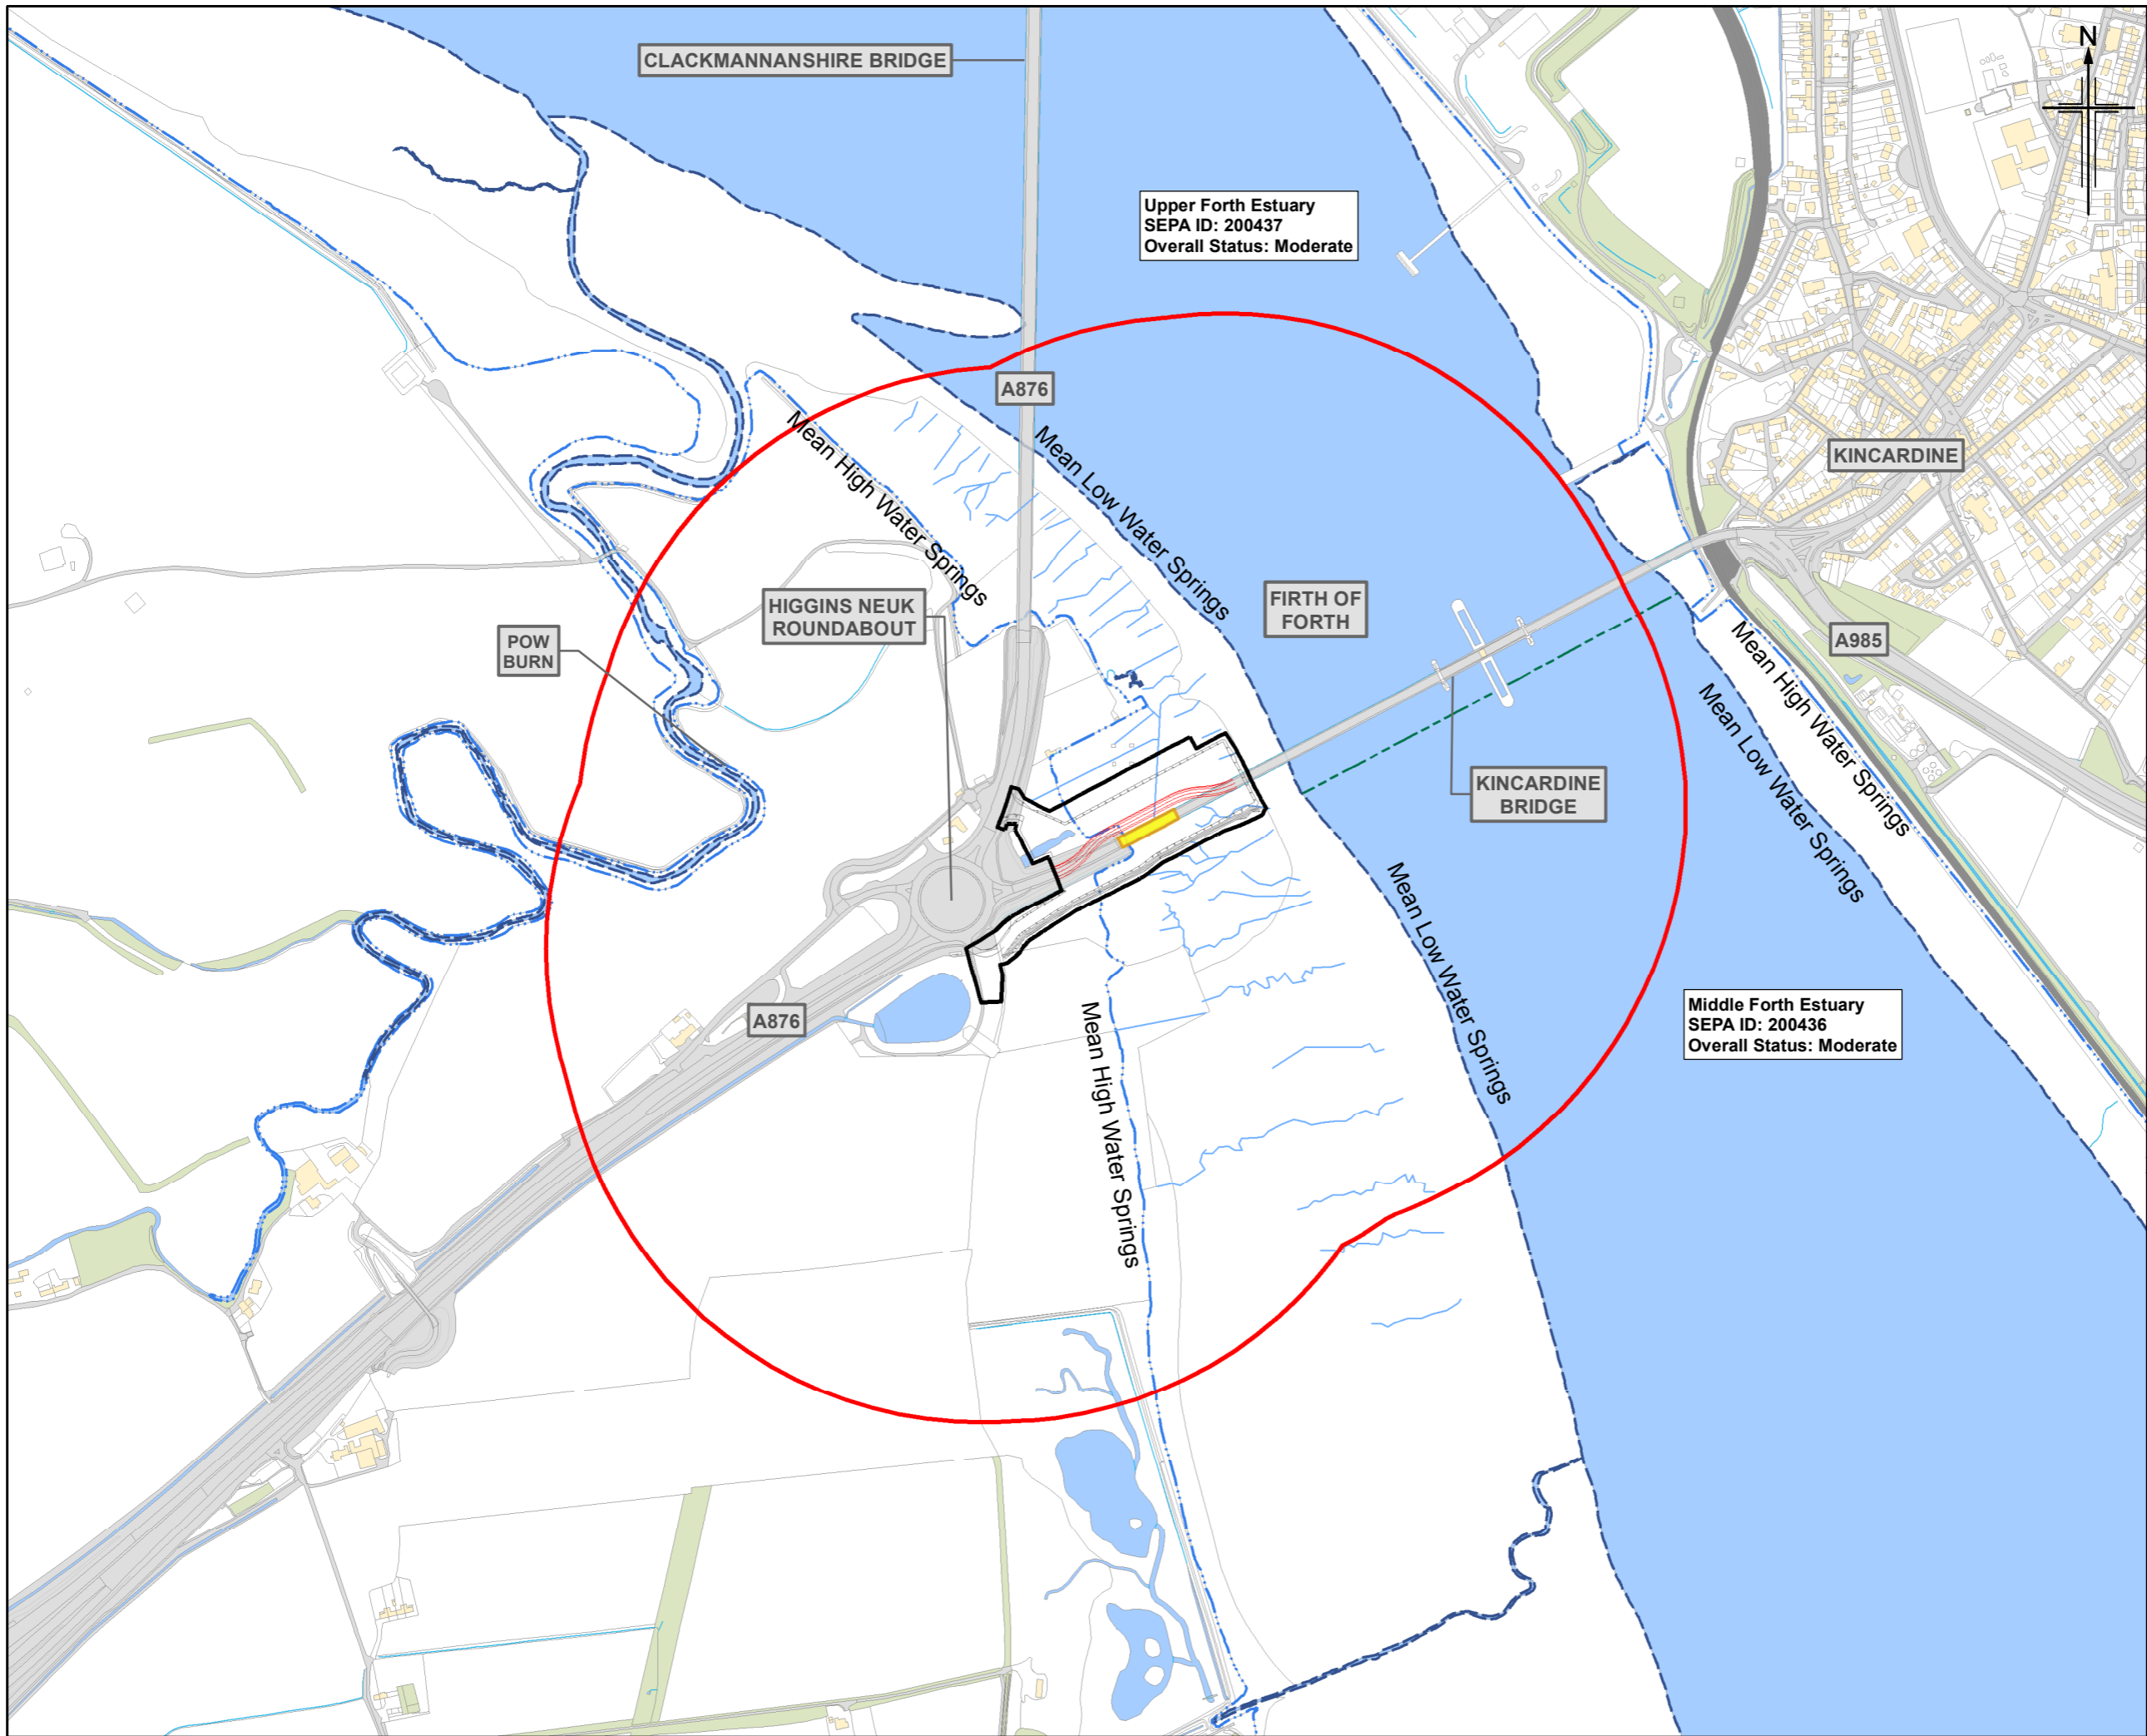 CLACKMANNANSHIRE BRIDGE
N
Upper Forth Estuary
SEPA ID: 200437
Overall Status: Moderate
A876
Mean High Water Springs
Mean Low Water Springs
KINCARDINE
HIGGINS NEUK
ROUNDABOUT
FIRTH OF
FORTH
POW
BURN
A985
Mean High Water Springs
Mean Low Water Springs
KINCARDINE
BRIDGE
Mean Low Water Springs
A876
Mean High Water Springs
Middle Forth Estuary
SEPA ID: 200436
Overall Status: Moderate